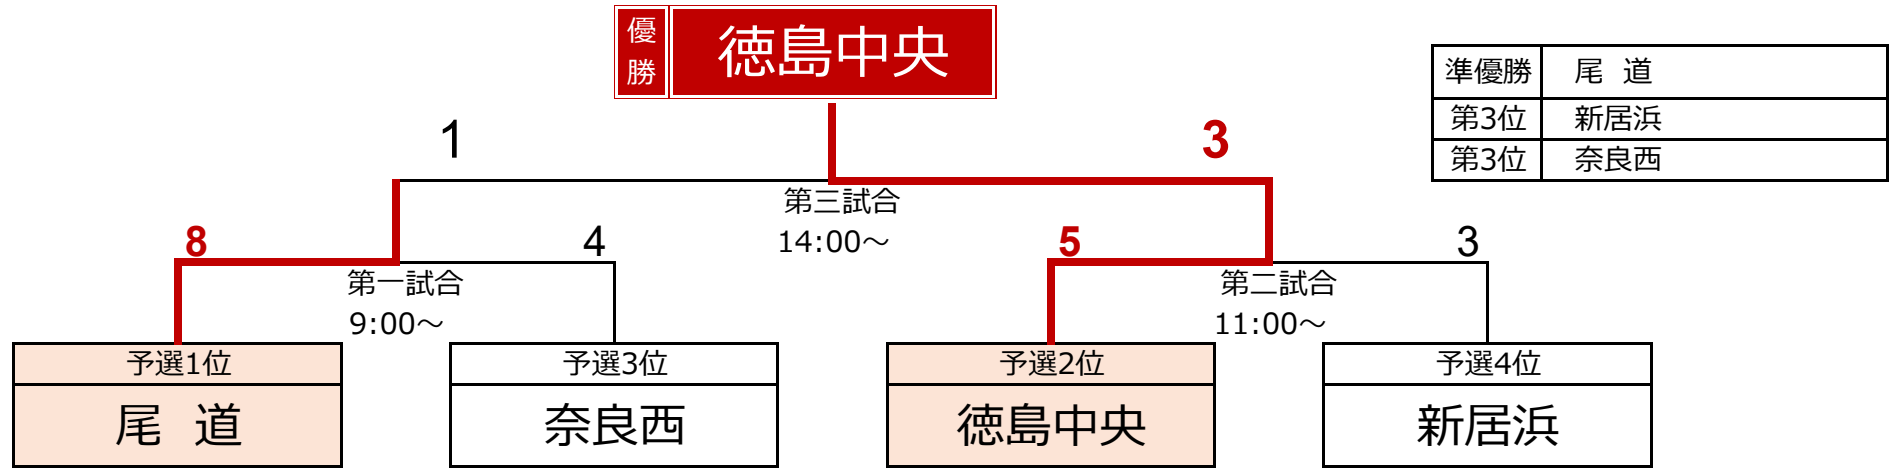 優勝
徳島中央
準優勝 尾 道
第3位 新居浜
第3位 奈良西
1
3
第三試合
14:00～
8
4
5
3
第一試合
9:00～
第二試合
11:00～
予選1位
尾 道
予選3位
奈良西
予選2位
徳島中央
予選4位
新居浜